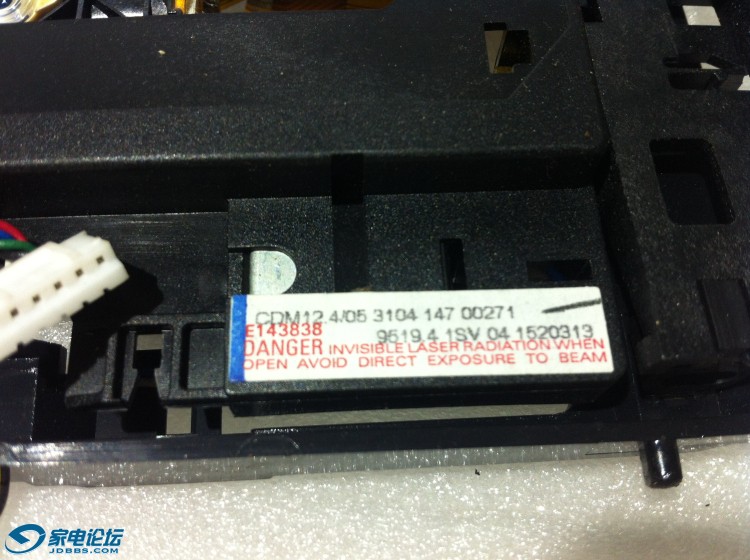 CDM12.4/05 3104 147 00271
E143838 9519 4 1SV 04 1520313
DANGER INVISIBLE LASER RADIATION WHEN
OPEN AVOID DIRECT EXPOSURE TO BEAM
家电论坛
JDBBS.COM